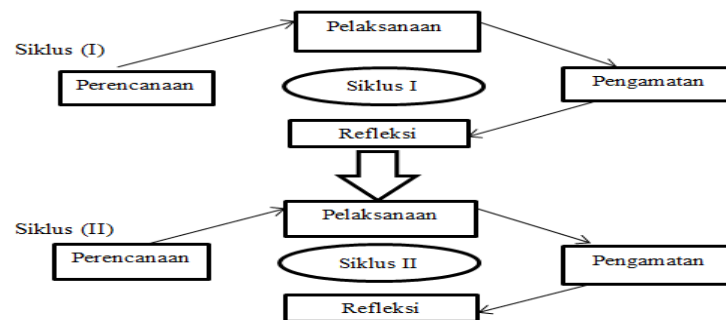 Pelaksanaan
Siklus (I)
Perencanaan
Siklus I
Pengamatan
Refleksi
Pelaksanaan
Siklus (II)
Perencanaan
Siklus II
Pengamatan
Refleksi